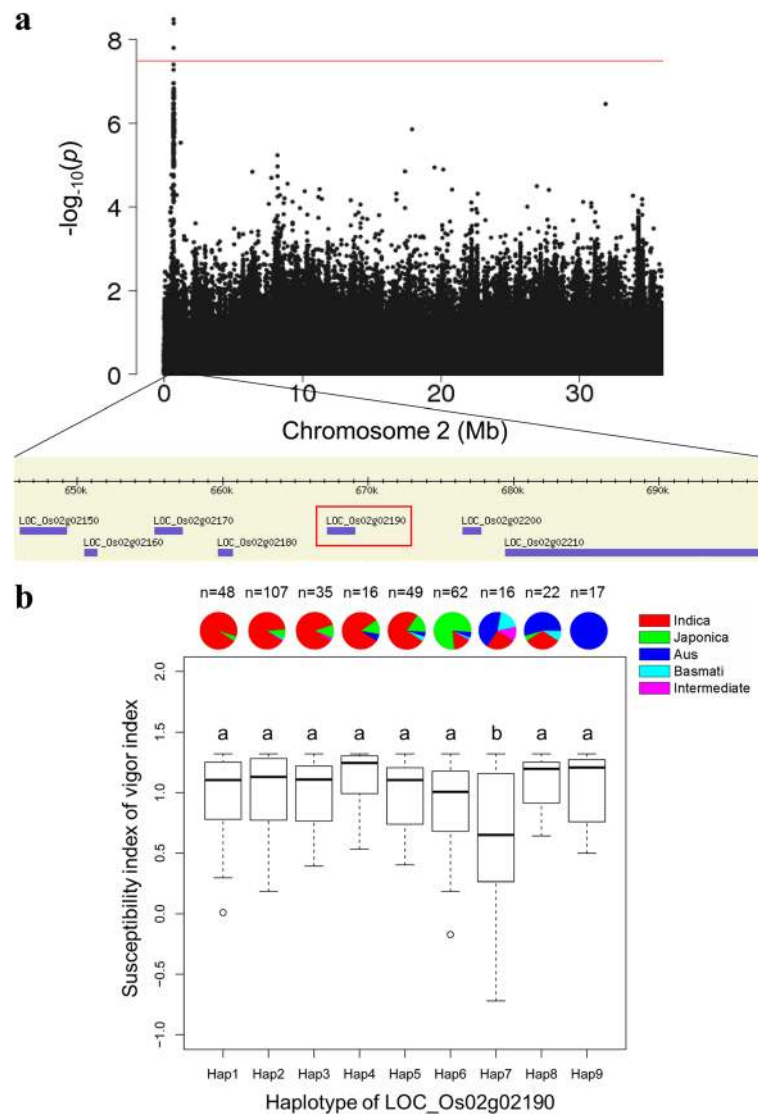 a
8
6
4
2
0
-log-10(p)
0 10 20 30
Chromosome 2 (Mb)
650k 660k 670k 680k 690k
LOC_Os02g02150 LOC_Os02g02170 LOC_Os02g02190 LOC_Os02g02200
LOC_Os02g02160 LOC_Os02g02180 LOC_Os02g02210
b
n=48 n=107 n=35 n=16 n=49 n=62 n=16 n=22 n=17
Indica
Japonica
Aus
Basmati
Intermediate
2.0
1.5
1.0
0.5
0.0
-0.5
-1.0
Susceptibility index of vigor index
a a a a a a b a a
Hap1 Hap2 Hap3 Hap4 Hap5 Hap6 Hap7 Hap8 Hap9
Haplotype of LOC_Os02g02190